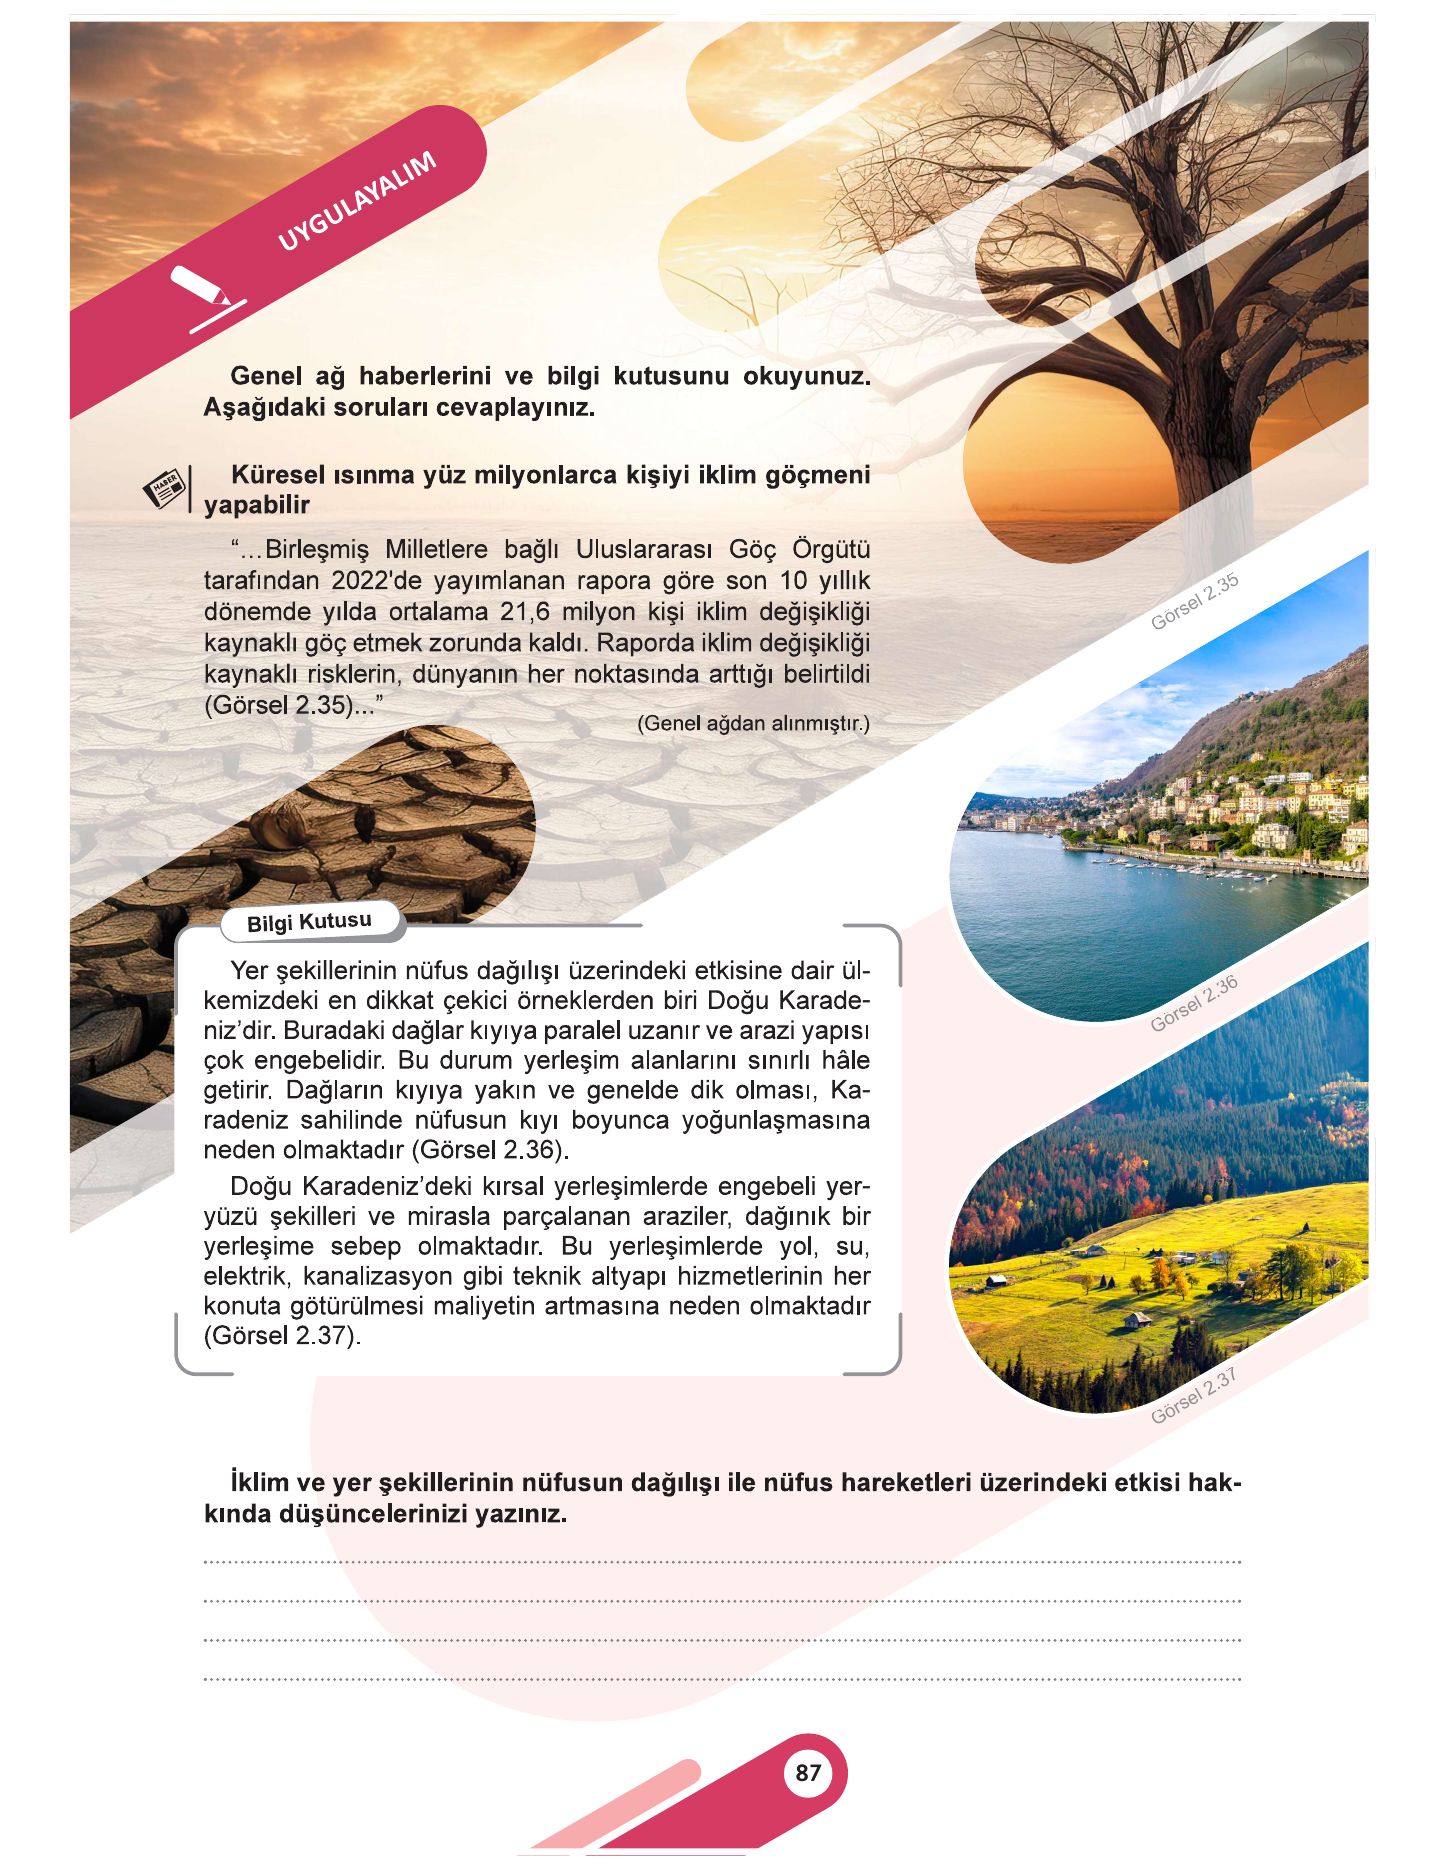 UYGULAYALIM
Genel ağ haberlerini ve bilgi kutusunu okuyunuz.
Aşağıdaki soruları cevaplayınız.
HABER
Küresel ısınma yüz milyonlarca kişiyi iklim göçmeni
yapabilir
“...Birleşmiş Milletlere bağlı Uluslararası Göç Örgütü
tarafından 2022'de yayımlanan rapora göre son 10 yıllık
dönemde yılda ortalama 21,6 milyon kişi iklim değişikliği
kaynaklı göç etmek zorunda kaldı. Raporda iklim değişikliği
kaynaklı risklerin, dünyanın her noktasında arttığı belirtildi
(Görsel 2.35)...”
(Genel ağdan alınmıştır.)
Görsel 2.35
Bilgi Kutusu
Yer şekillerinin nüfus dağılışı üzerindeki etkisine dair ül-
kemizdeki en dikkat çekici örneklerden biri Doğu Karade-
niz’dir. Buradaki dağlar kıyıya paralel uzanır ve arazi yapısı
çok engebelidir. Bu durum yerleşim alanlarını sınırlı hâle
getirir. Dağların kıyıya yakın ve genelde dik olması, Ka-
radeniz sahilinde nüfusun kıyı boyunca yoğunlaşmasına
neden olmaktadır (Görsel 2.36).
Doğu Karadeniz’deki kırsal yerleşimlerde engebeli yer-
yüzü şekilleri ve mirasla parçalanan araziler, dağınık bir
yerleşime sebep olmaktadır. Bu yerleşimlerde yol, su,
elektrik, kanalizasyon gibi teknik altyapı hizmetlerinin her
konuta götürülmesi maliyetin artmasına neden olmaktadır
(Görsel 2.37).
Görsel 2.36
Görsel 2.37
İklim ve yer şekillerinin nüfusun dağılışı ile nüfus hareketleri üzerindeki etkisi hak-
kında düşüncelerinizi yazınız.
87